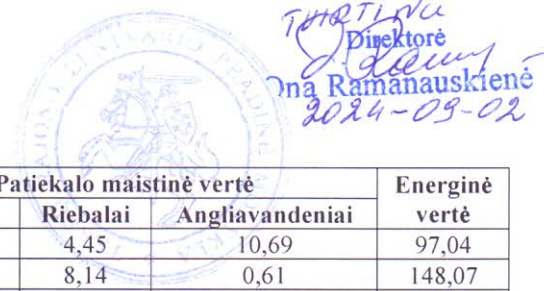 TVIRTINU
Direktorė
Ona Ramanauskienė
2024-09-02
Patiekalo maistinė vertė Energinė vertė
Riebalai Angliavandeniai
4,45 10,69 97,04
8,14 0,61 148,07